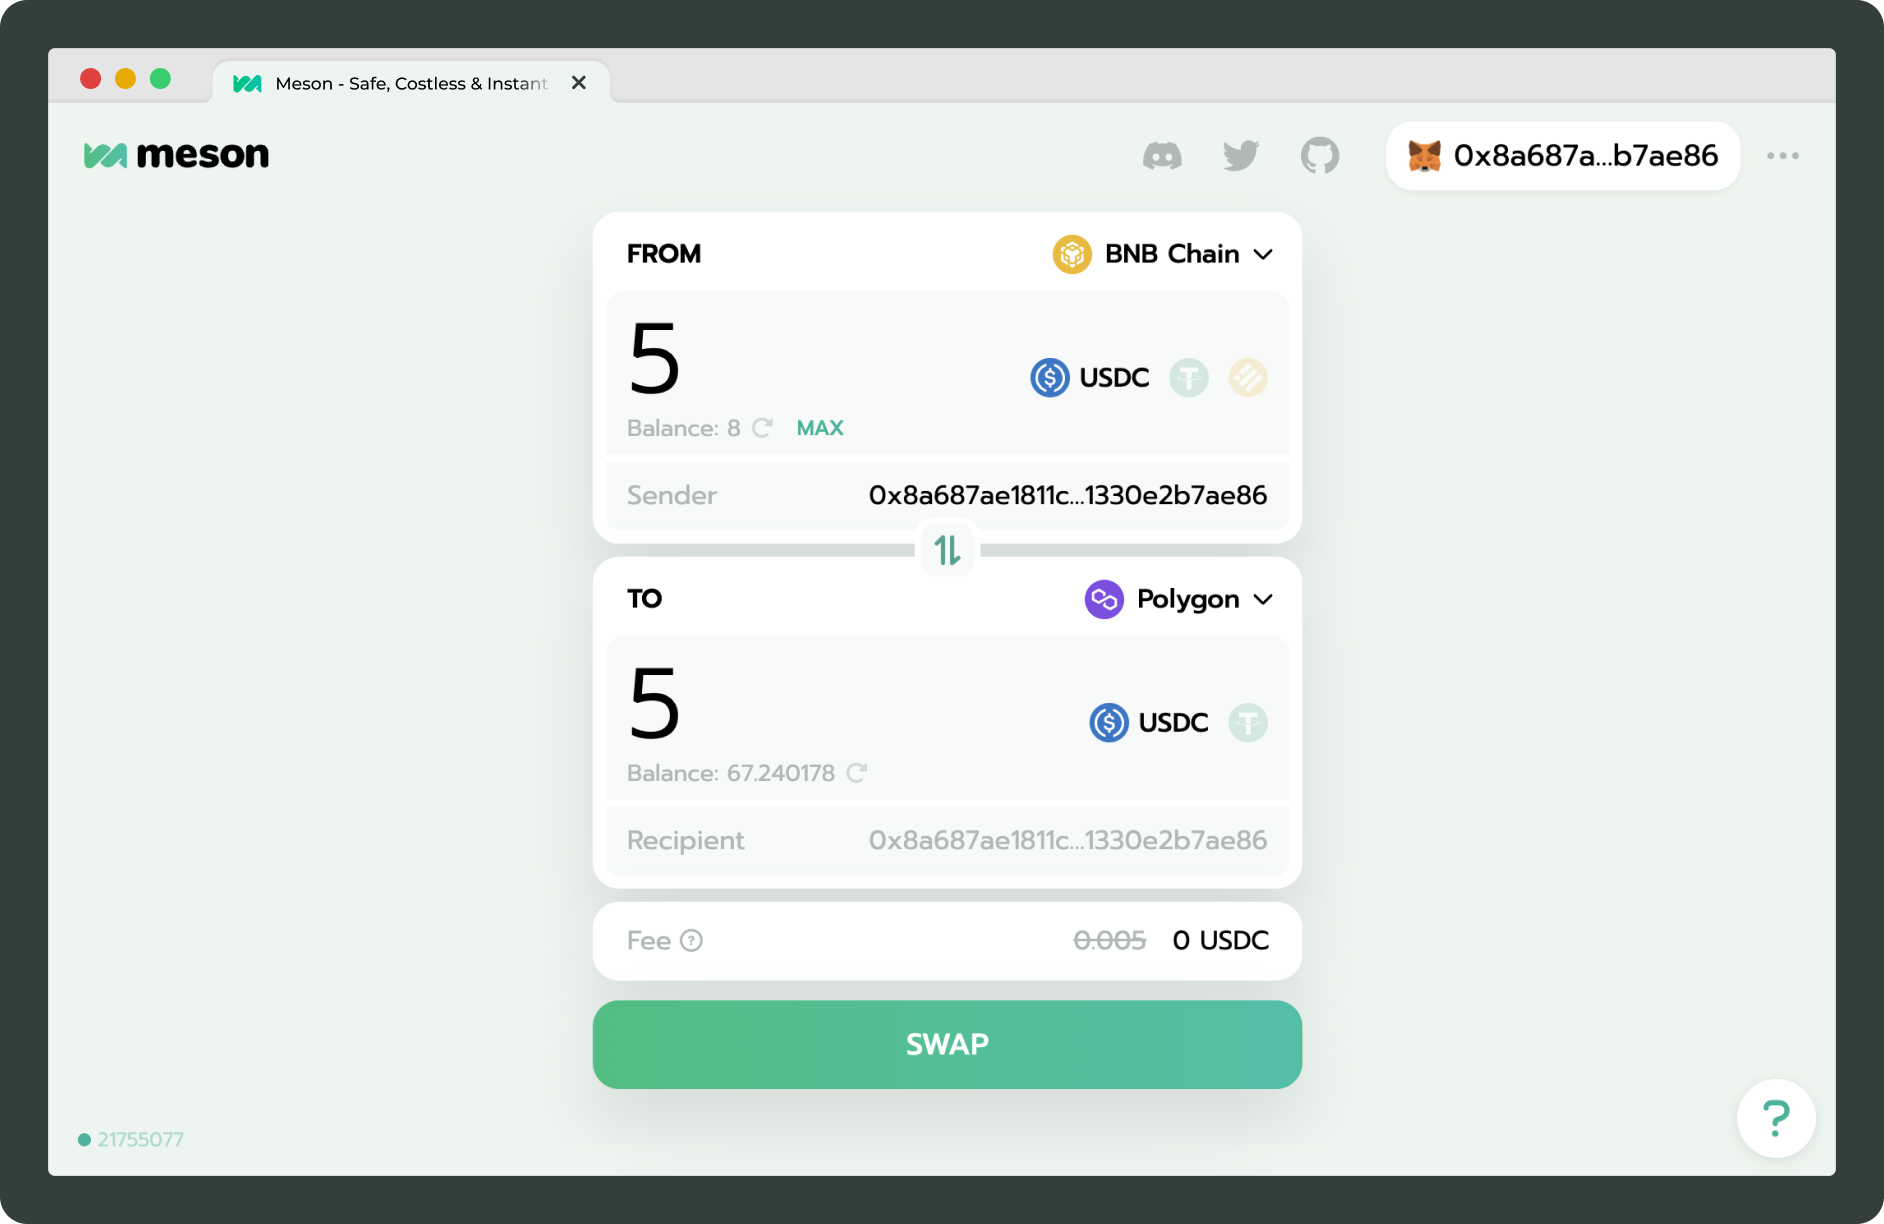 Meson - Safe, Costless & Instant
meson
0x8a687a...b7ae86
FROM
BNB Chain
5
USDC
Balance: 8
MAX
Sender
0x8a687ae1811c...1330e2b7ae86
TO
Polygon
5
USDC
Balance: 67.240178
Recipient
0x8a687ae1811c...1330e2b7ae86
Fee ?
0.005 0 USDC
SWAP
21755077
?